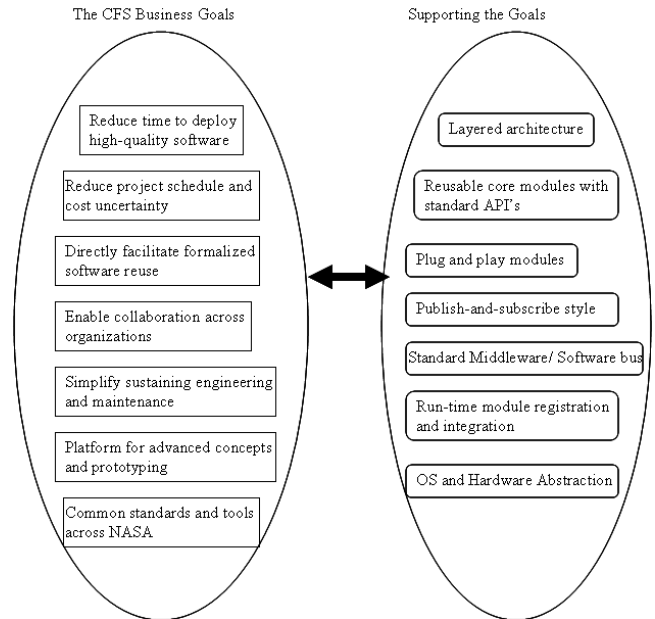 The CFS Business Goals
Reduce time to deploy
high-quality software
Reduce project schedule and
cost uncertainty
Directly facilitate formalized
software reuse
Enable collaboration across
organizations
Simplify sustaining engineering
and maintenance
Platform for advanced concepts
and prototyping
Common standards and tools
across NASA
Supporting the Goals
Layered architecture
Reusable core modules with
standard API's
Plug and play modules
Publish-and-subscribe style
Standard Middleware/ Software bus
Run-time module registration
and integration
OS and Hardware Abstraction